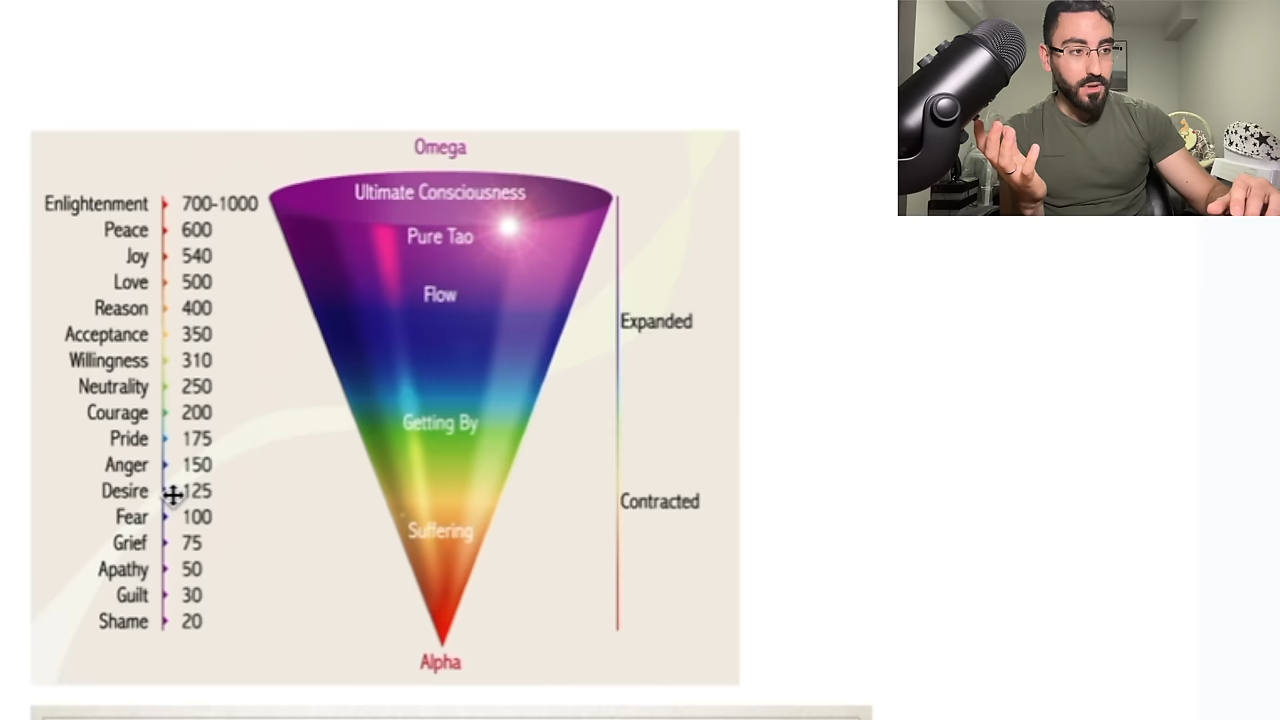 Omega
Ultimate Consciousness
Enlightenment 700-1000
Peace 600
Pure Tao
Joy 540
Love 500
Flow
Reason 400
Expanded
Acceptance 350
Willingness 310
Neutrality 250
Courage 200
Getting By
Pride 175
Anger 150
Desire 125
Contracted
Fear 100
Suffering
Grief 75
Apathy 50
Guilt 30
Shame 20
Alpha